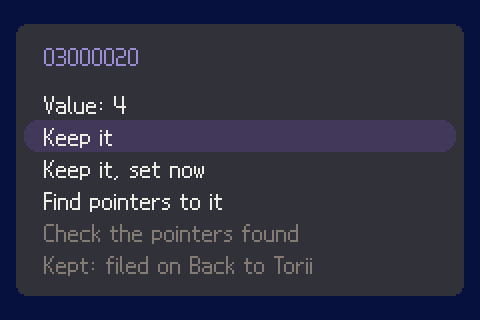 03000020
Value: 4
Keep it
Keep it, set now
Find pointers to it
Check the pointers found
Kept: filed on Back to Torii